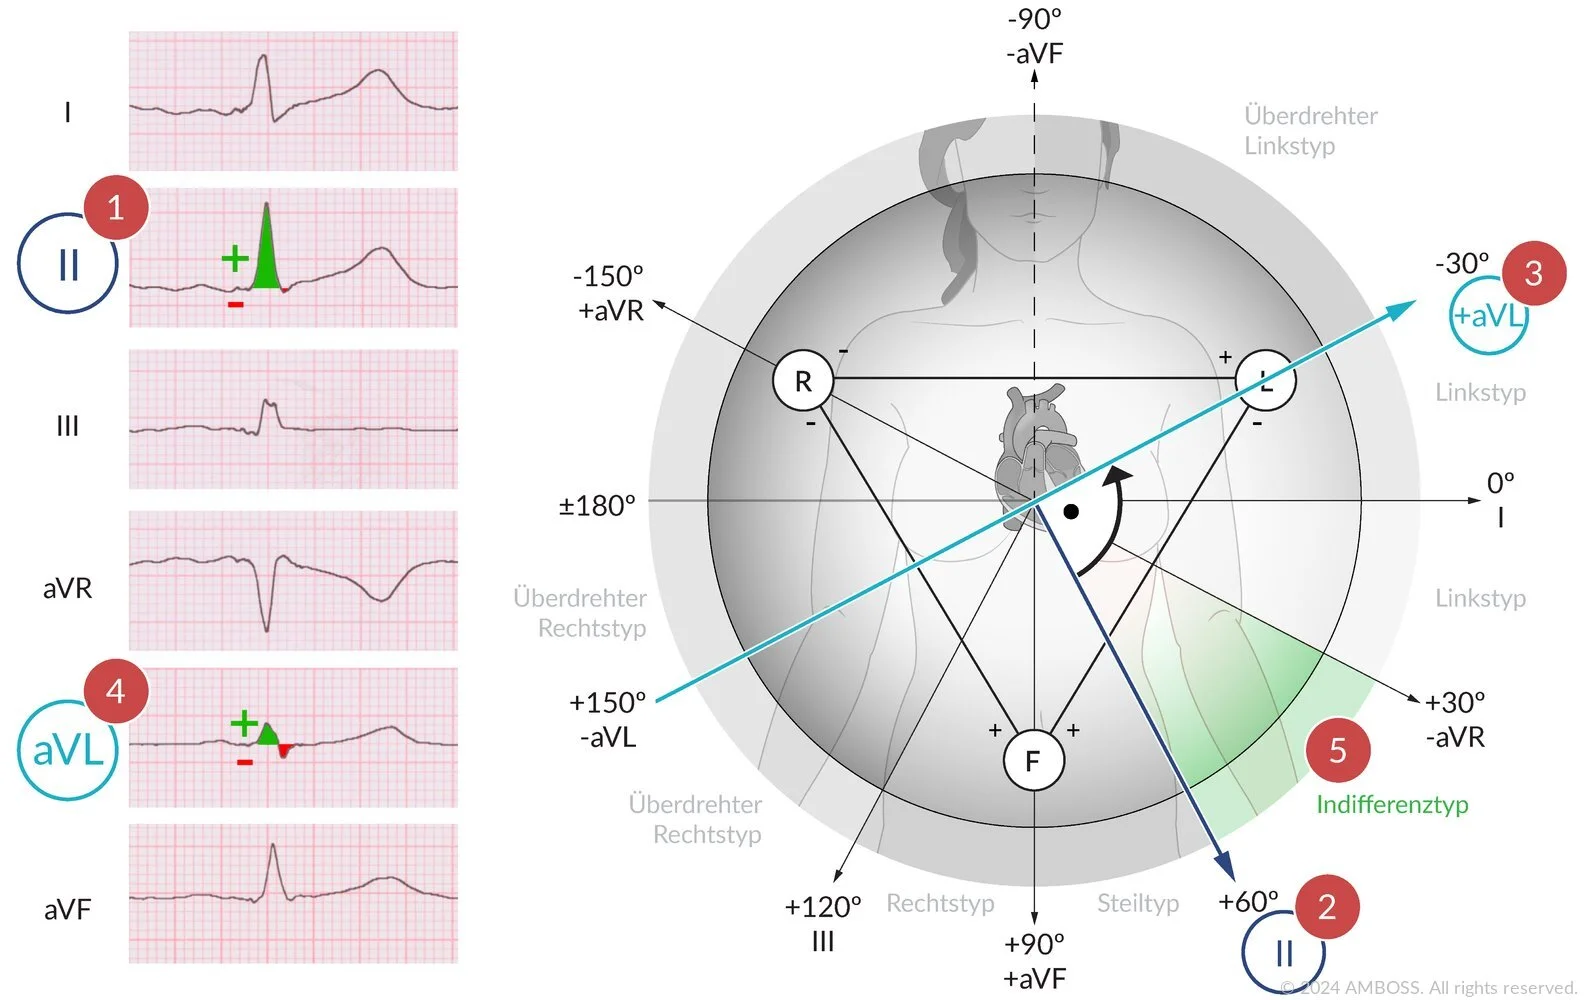 I
1
II
+
-
III
aVR
4
aVL
+
-
aVF
-90°
-aVF
Überdrehter
Linkstyp
-150°
+aVR
-30°
3
+aVL
R
-
-
L
+
-
Linkstyp
±180°
0°
I
Überdrehter
Rechtstyp
Linkstyp
+150°
-aVL
+30°
-aVR
+
F
+
5
Indifferenztyp
Überdrehter
Rechtstyp
+120°
III
Rechtstyp
+90°
+aVF
Steiltyp
+60°
2
II
© 2024 AMBOSS. All rights reserved.